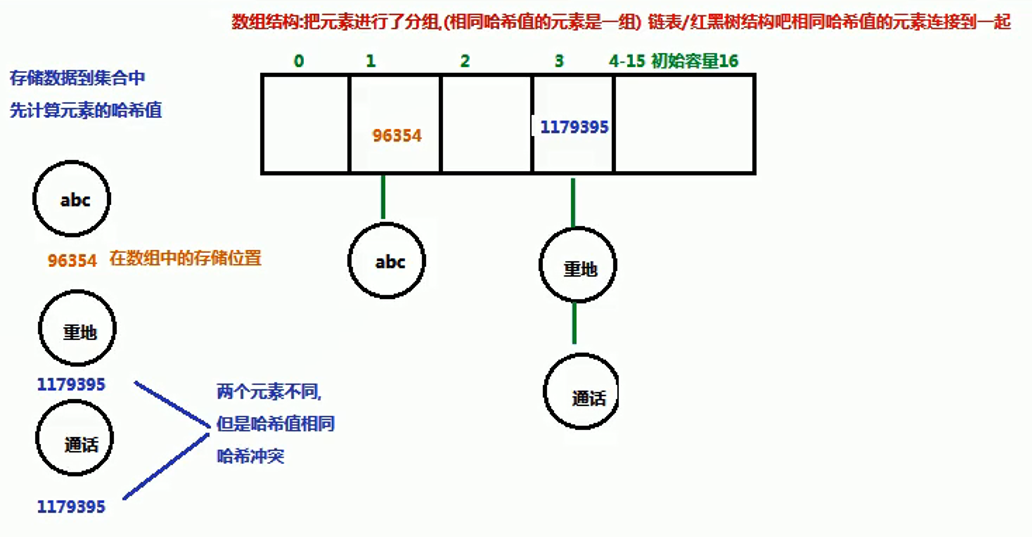 数组结构:把元素进行了分组,(相同哈希值的元素是一组) 链表/红黑树结构吧相同哈希值的元素连接到一起
0 1 2 3 4-15 初始容量16
存储数据到集合中
先计算元素的哈希值
96354
1179395
abc
96354 在数组中的存储位置
abc
重地
重地
1179395
通话
1179395
两个元素不同,
但是哈希值相同
哈希冲突
通话